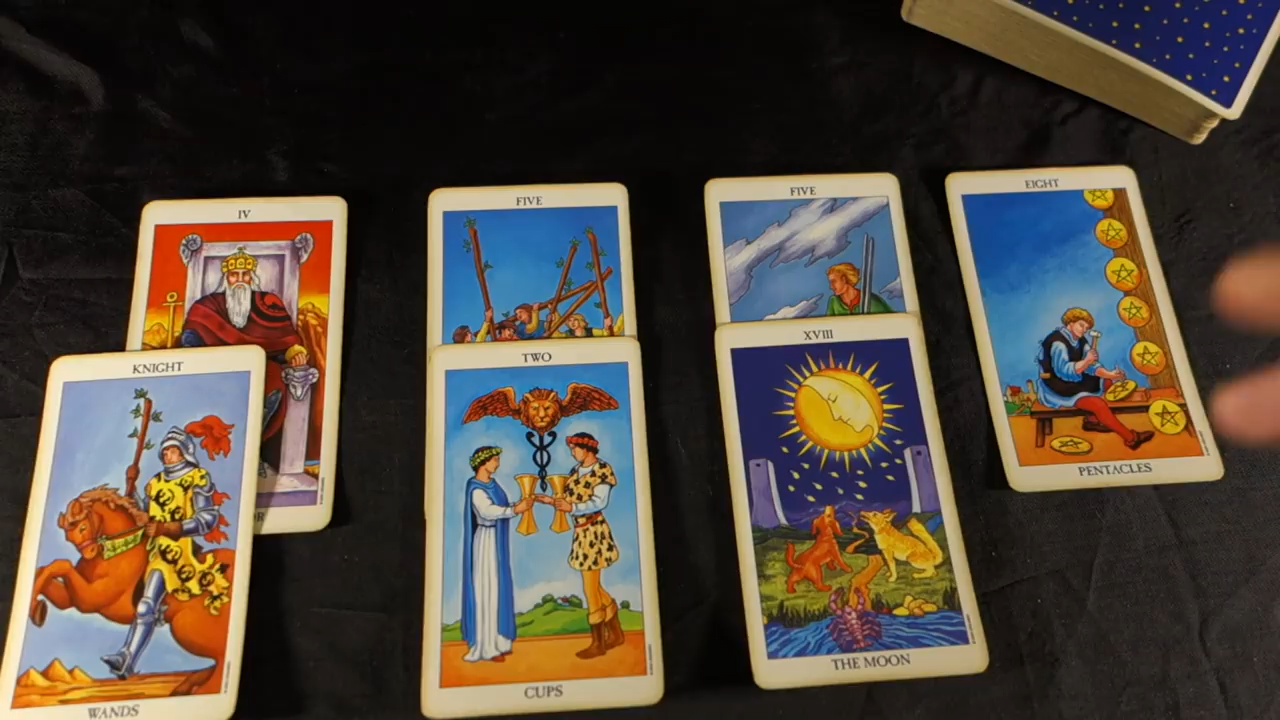 IV
FIVE
FIVE
EIGHT
PENTACLES
KNIGHT
WANDS
TWO
CUPS
XVIII
THE MOON